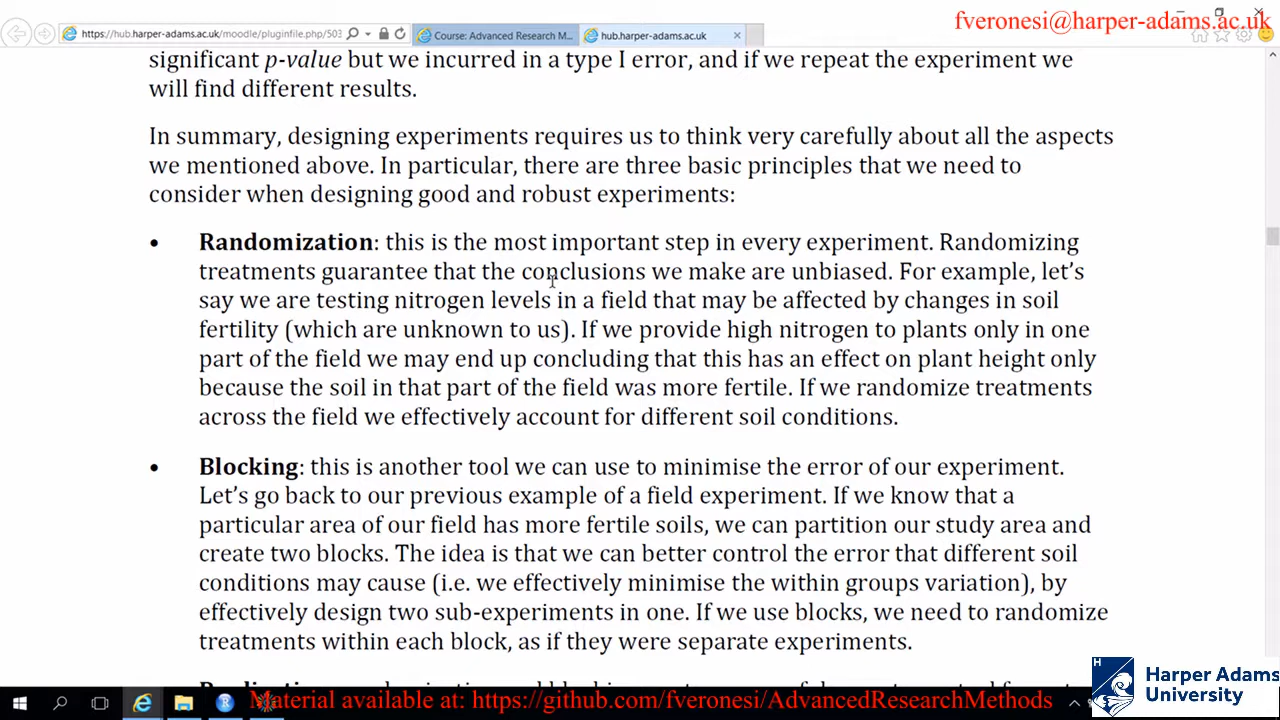 fveronesi@harper-adams.ac.uk
https://hub.harper-adams.ac.uk/moodle/pluginfile.php/503
Course: Advanced Research M...
hub.harper-adams.ac.uk
significant p-value but we incurred in a type I error, and if we repeat the experiment we
will find different results.
In summary, designing experiments requires us to think very carefully about all the aspects
we mentioned above. In particular, there are three basic principles that we need to
consider when designing good and robust experiments:
• Randomization: this is the most important step in every experiment. Randomizing
treatments guarantee that the conclusions we make are unbiased. For example, let’s
say we are testing nitrogen levels in a field that may be affected by changes in soil
fertility (which are unknown to us). If we provide high nitrogen to plants only in one
part of the field we may end up concluding that this has an effect on plant height only
because the soil in that part of the field was more fertile. If we randomize treatments
across the field we effectively account for different soil conditions.
• Blocking: this is another tool we can use to minimise the error of our experiment.
Let’s go back to our previous example of a field experiment. If we know that a
particular area of our field has more fertile soils, we can partition our study area and
create two blocks. The idea is that we can better control the error that different soil
conditions may cause (i.e. we effectively minimise the within groups variation), by
effectively design two sub-experiments in one. If we use blocks, we need to randomize
treatments within each block, as if they were separate experiments.
Material available at: https://github.com/fveronesi/AdvancedResearchMethods
Harper Adams
University